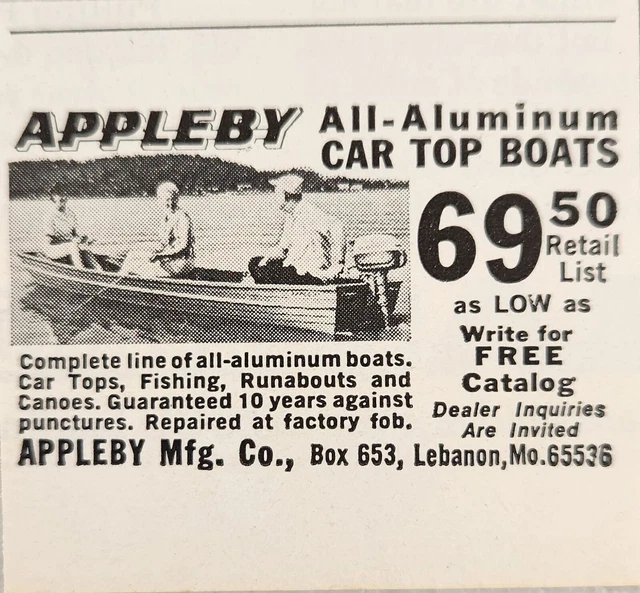 APPLEBY
All-Aluminum
CAR TOP BOATS
69 50
Retail
List
as LOW as
Write for
FREE
Catalog
Dealer Inquiries
Are Invited
Complete line of all-aluminum boats.
Car Tops, Fishing, Runabouts and
Canoes. Guaranteed 10 years against
punctures. Repaired at factory fob.
APPLEBY Mfg. Co., Box 653, Lebanon,Mo.65536